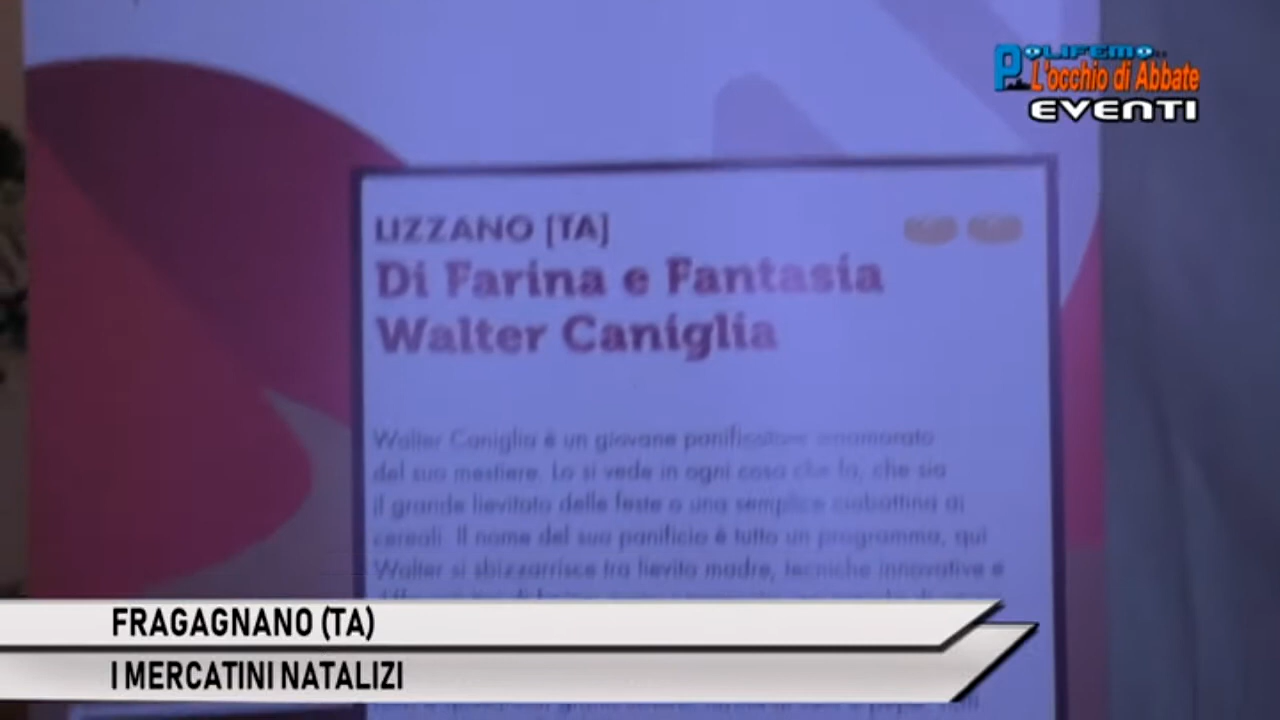 POLIFEMO...
L'occhio di Abbate
EVENTI
LIZZANO [TA]
Di Farina e Fantasia
Walter Caniglia
Walter Caniglia è un giovane panificatore innamorato
del suo mestiere. Lo si vede in ogni cosa che fa, che sia
il grande lievitato delle feste o una semplice ciabattina ai
cereali. Il nome del suo panificio è tutto un programma, qui
Walter si sbizzarrisce tra lievito madre, tecniche innovative e
FRAGAGNANO (TA)
I MERCATINI NATALIZI